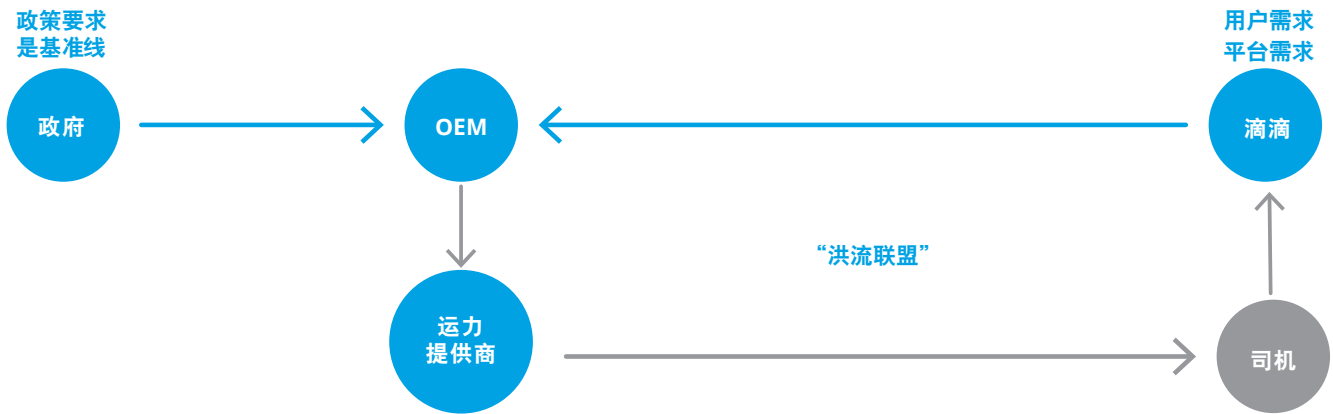 政策要求
是基准线
用户需求
平台需求
政府
OEM
滴滴
“洪流联盟”
运力
提供商
司机